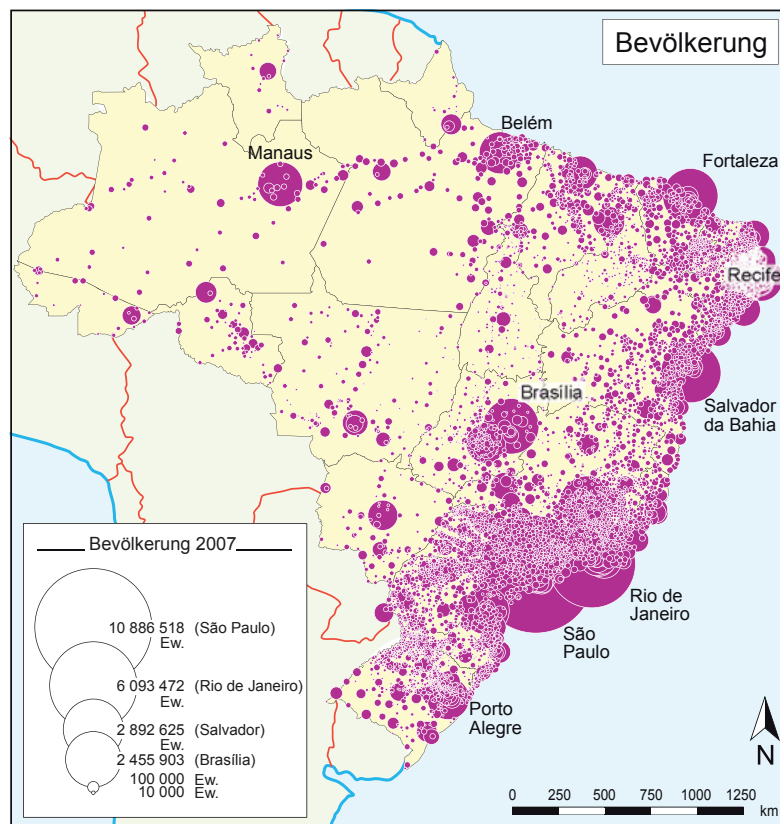 Bevölkerung
Belém
Manaus
Fortaleza
Recife
Brasília
Salvador
da Bahia
Rio de
Janeiro
São
Paulo
Porto
Alegre
Bevölkerung 2007
10 886 518 (São Paulo)
Ew.
6 093 472 (Rio de Janeiro)
Ew.
2 892 625 (Salvador)
Ew.
2 455 903 (Brasília)
100 000 Ew.
10 000 Ew.
N
0 250 500 750 1000 1250
km